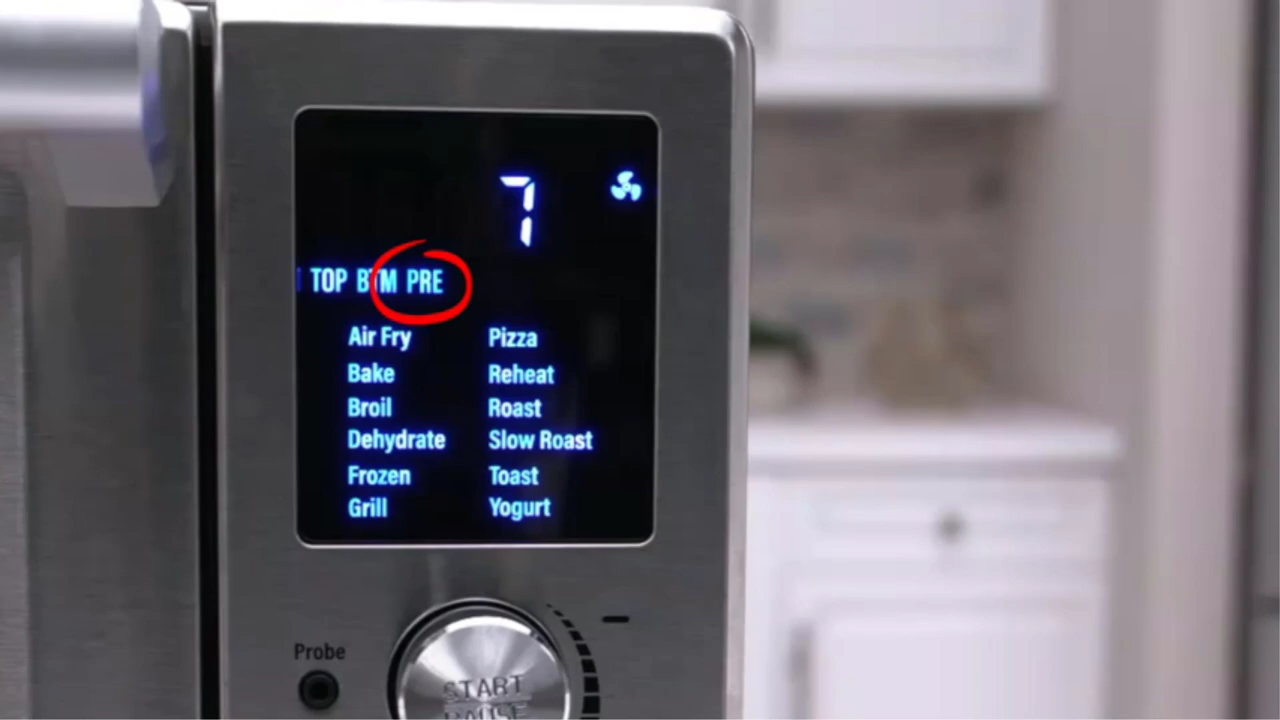 7
TOP BTM PRE
Air Fry Pizza
Bake Reheat
Broil Roast
Dehydrate Slow Roast
Frozen Toast
Grill Yogurt
Probe
START
PAUSE